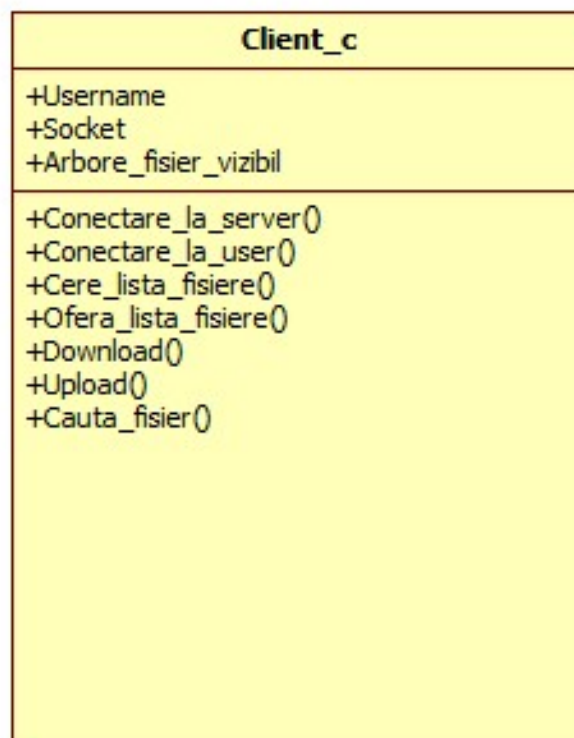 Client_c
+Username
+Socket
+Arbore_fisier_vizibil
+Conectare_la_server()
+Conectare_la_user()
+Cere_lista_fisiere()
+Ofera_lista_fisiere()
+Download()
+Upload()
+Cauta_fisier()